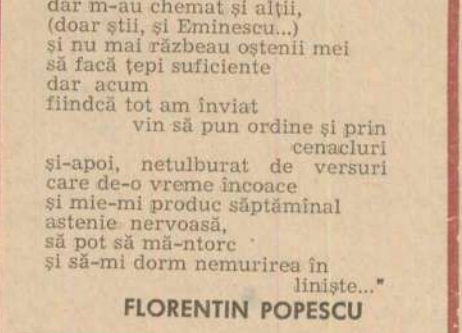 dar m-au chemat și alții,
(doar știi, și Eminescu...)
și nu mai răzbeau oștenii mei
să facă țepi suficiente
dar acum
fiindcă tot am înviat
vin să pun ordine și prin
cenacluri
și-apoi, netulburat de versuri
care de-o vreme încoace
și mie-mi produc săptămînal
astenie nervoasă,
să pot să mă-ntorc
și să-mi dorm nemurirea în
liniște..."
FLORENTIN POPESCU